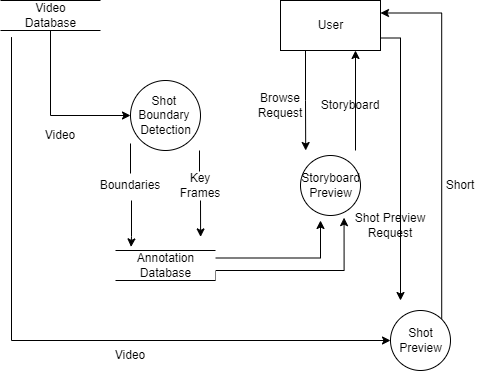 Video
Database
User
Shot
Boundary
Detection
Browse
Request
Storyboard
Video
Boundaries
Key
Frames
Storyboard
Preview
Short
Shot Preview
Request
Annotation
Database
Shot
Preview
Video